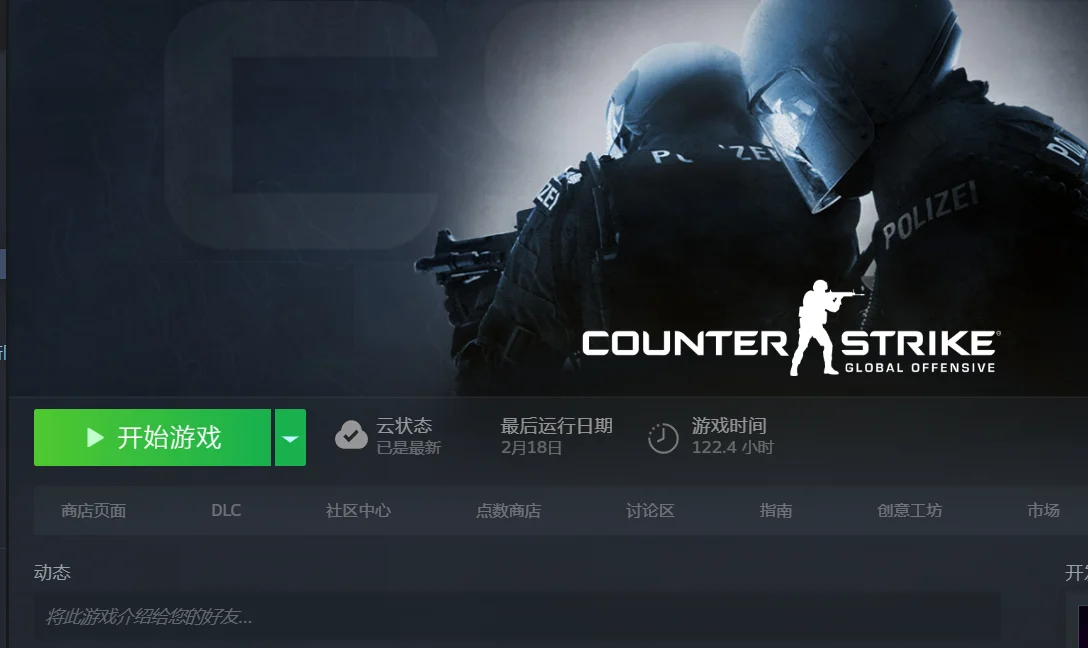 POLIZEI
COUNTER STRIKE
GLOBAL OFFENSIVE
开始游戏
云状态
已是最新
最后运行日期
2月18日
游戏时间
122.4 小时
商店页面
DLC
社区中心
点数商店
讨论区
指南
创意工坊
市场
动态
将此游戏介绍给您的好友...